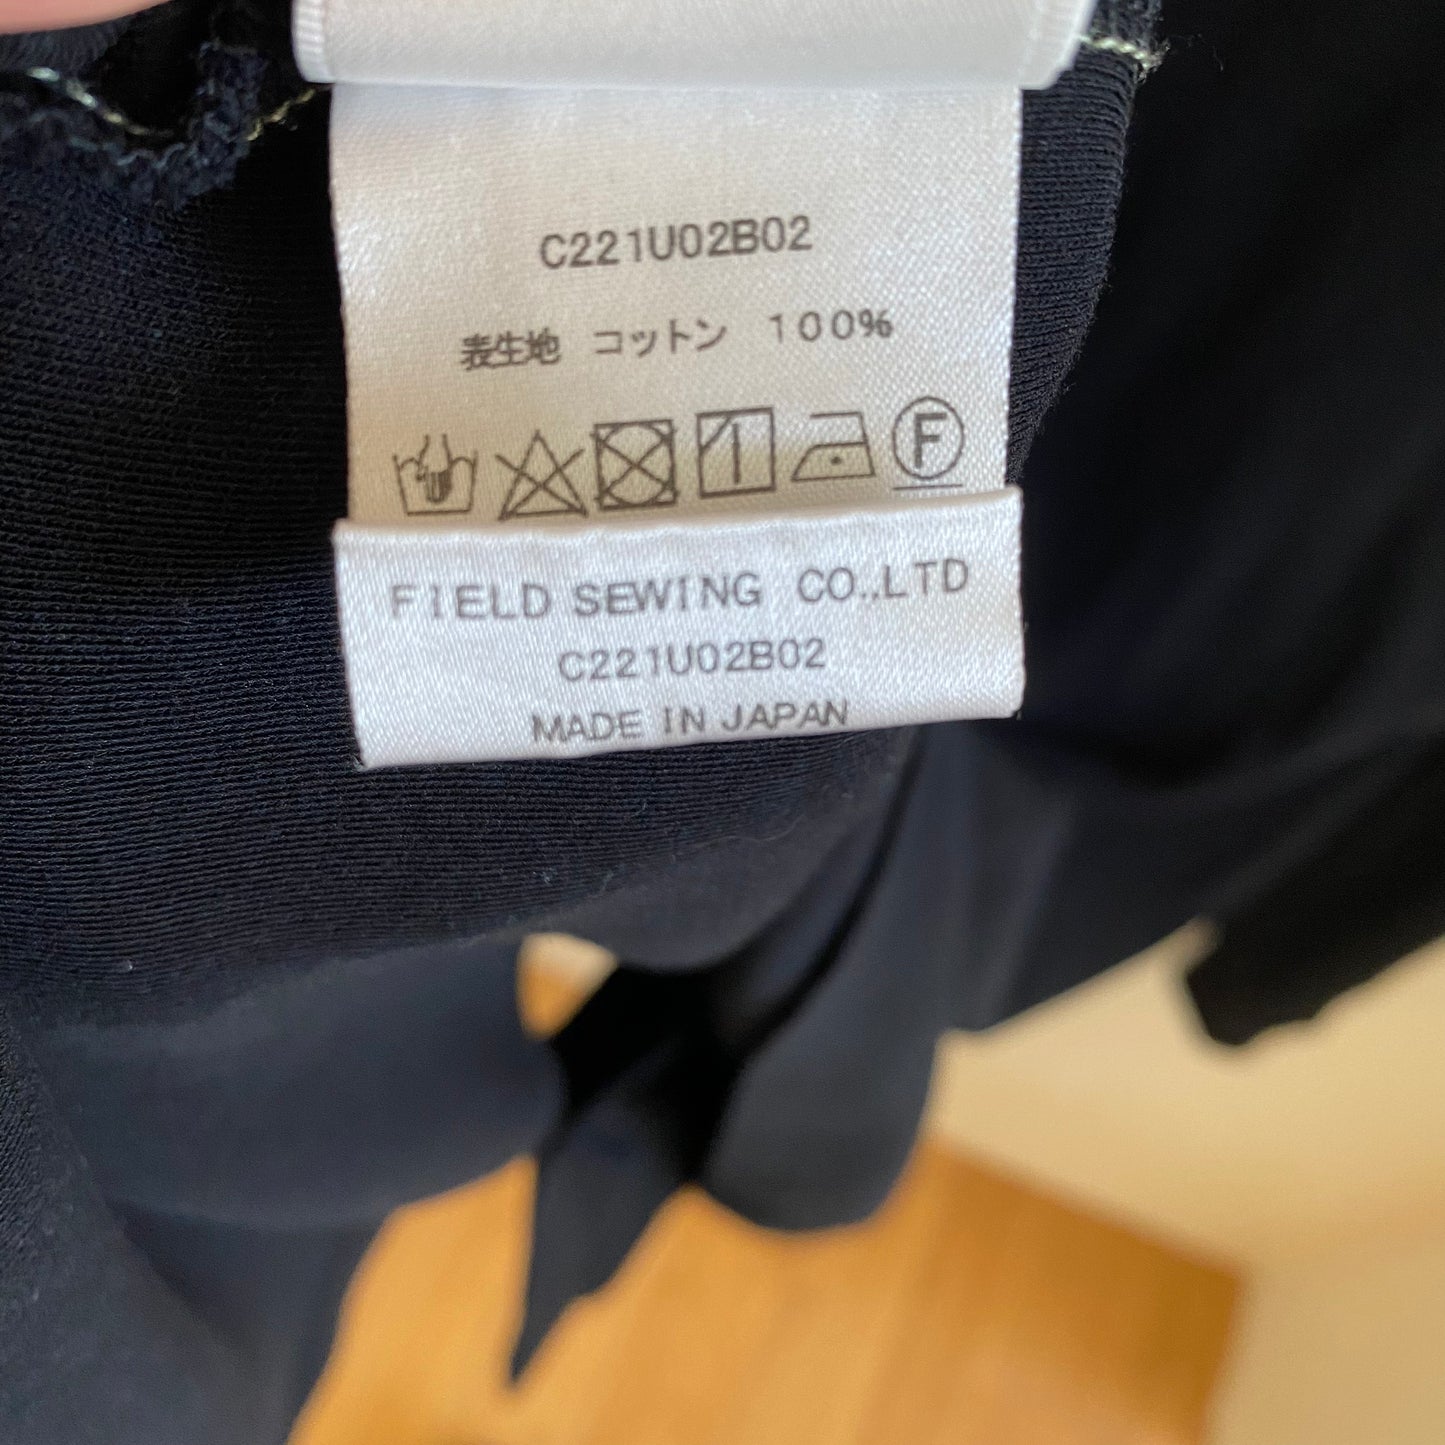 C221U02B02
表生地 コットン 100%
F
FIELD SEWING CO.,LTD
C221U02B02
MADE IN JAPAN